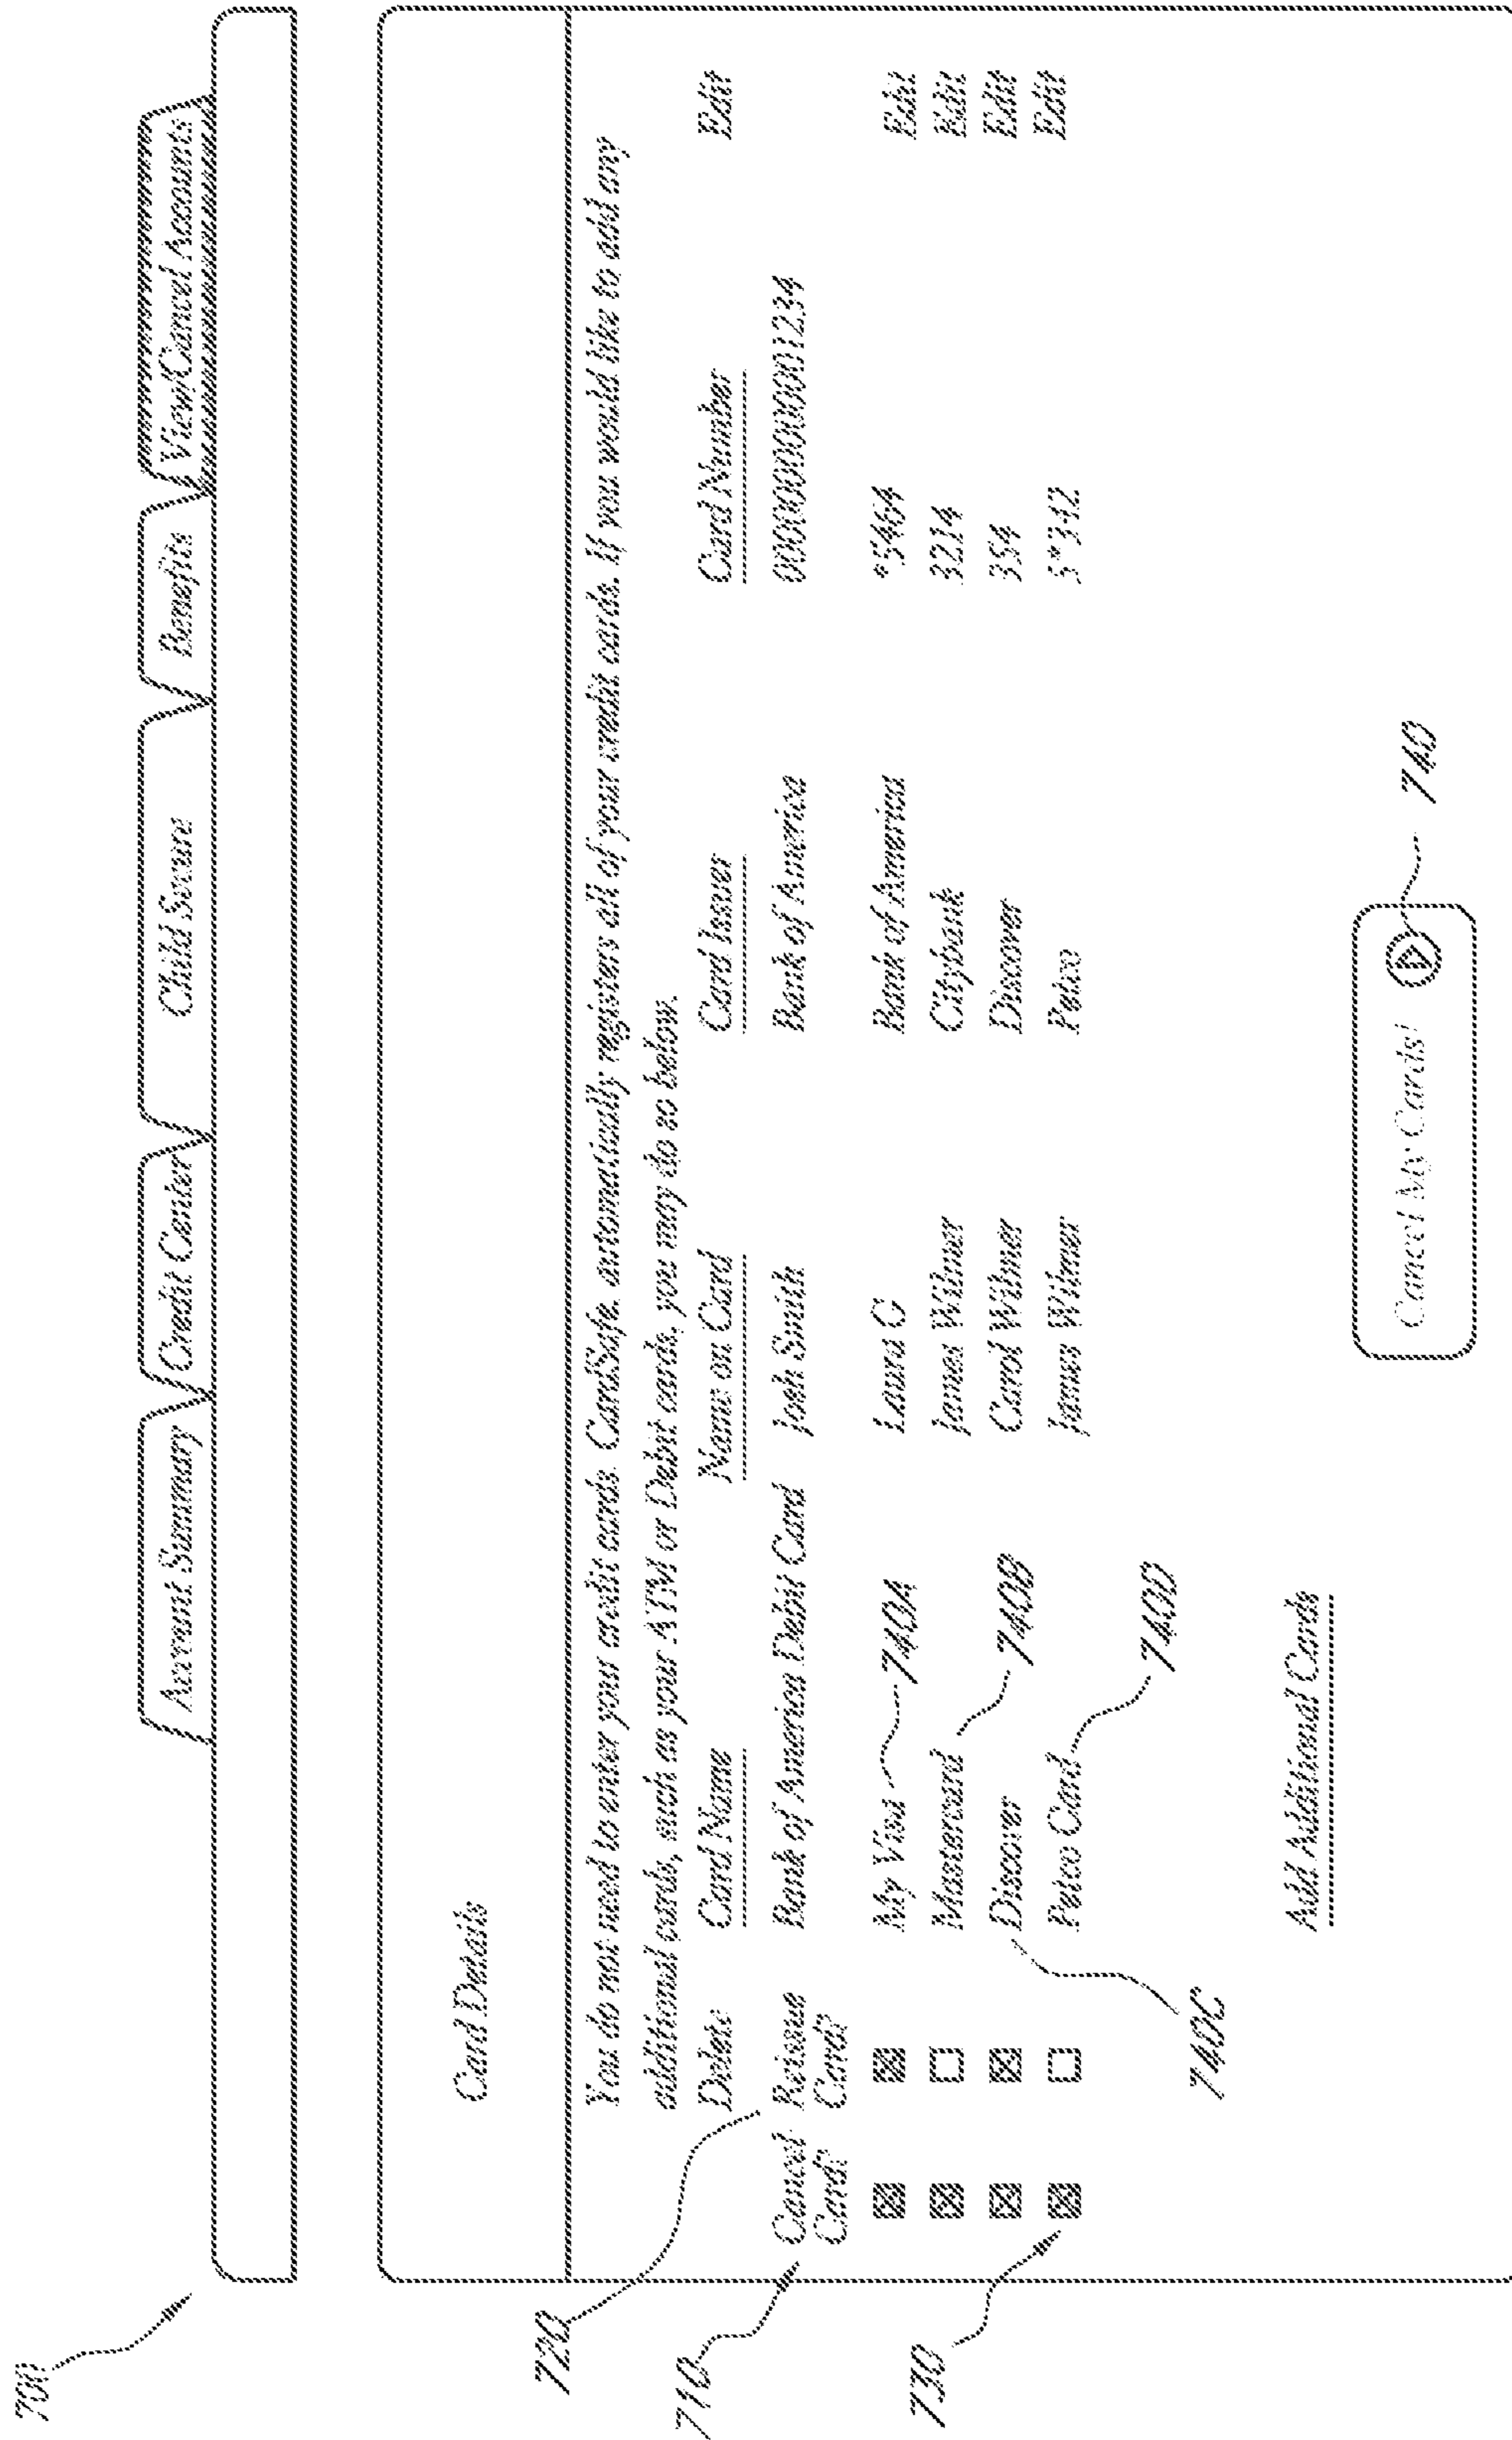 700
Account Summary Credit Center Child Secure Benefits View/Cancel Accounts
Card Details
You do not need to enter your credit cards. CardSafe, automatically registers all of your credit cards. If you would like to add any
additional cards, such as your ATM or Debit cards, you may do so below.
Delete Card Name Name on Card Card Issuer Card Number Edit
720
710
Cancel Card? Reissue Card? Bank of America Debit Card Josh Smith Bank of America 0000000000001234
My Visa 740A Laura G Bank of America *5464 Edit
Mastercard 740B James Wilmer Citybank 3214 Edit
Discover Carol Wilmer Discover 354 Edit
730
Petco Card 740D James Wilmer Petco 5*342 Edit
740C
Add Additional Cards
Cancel My Cards! 740